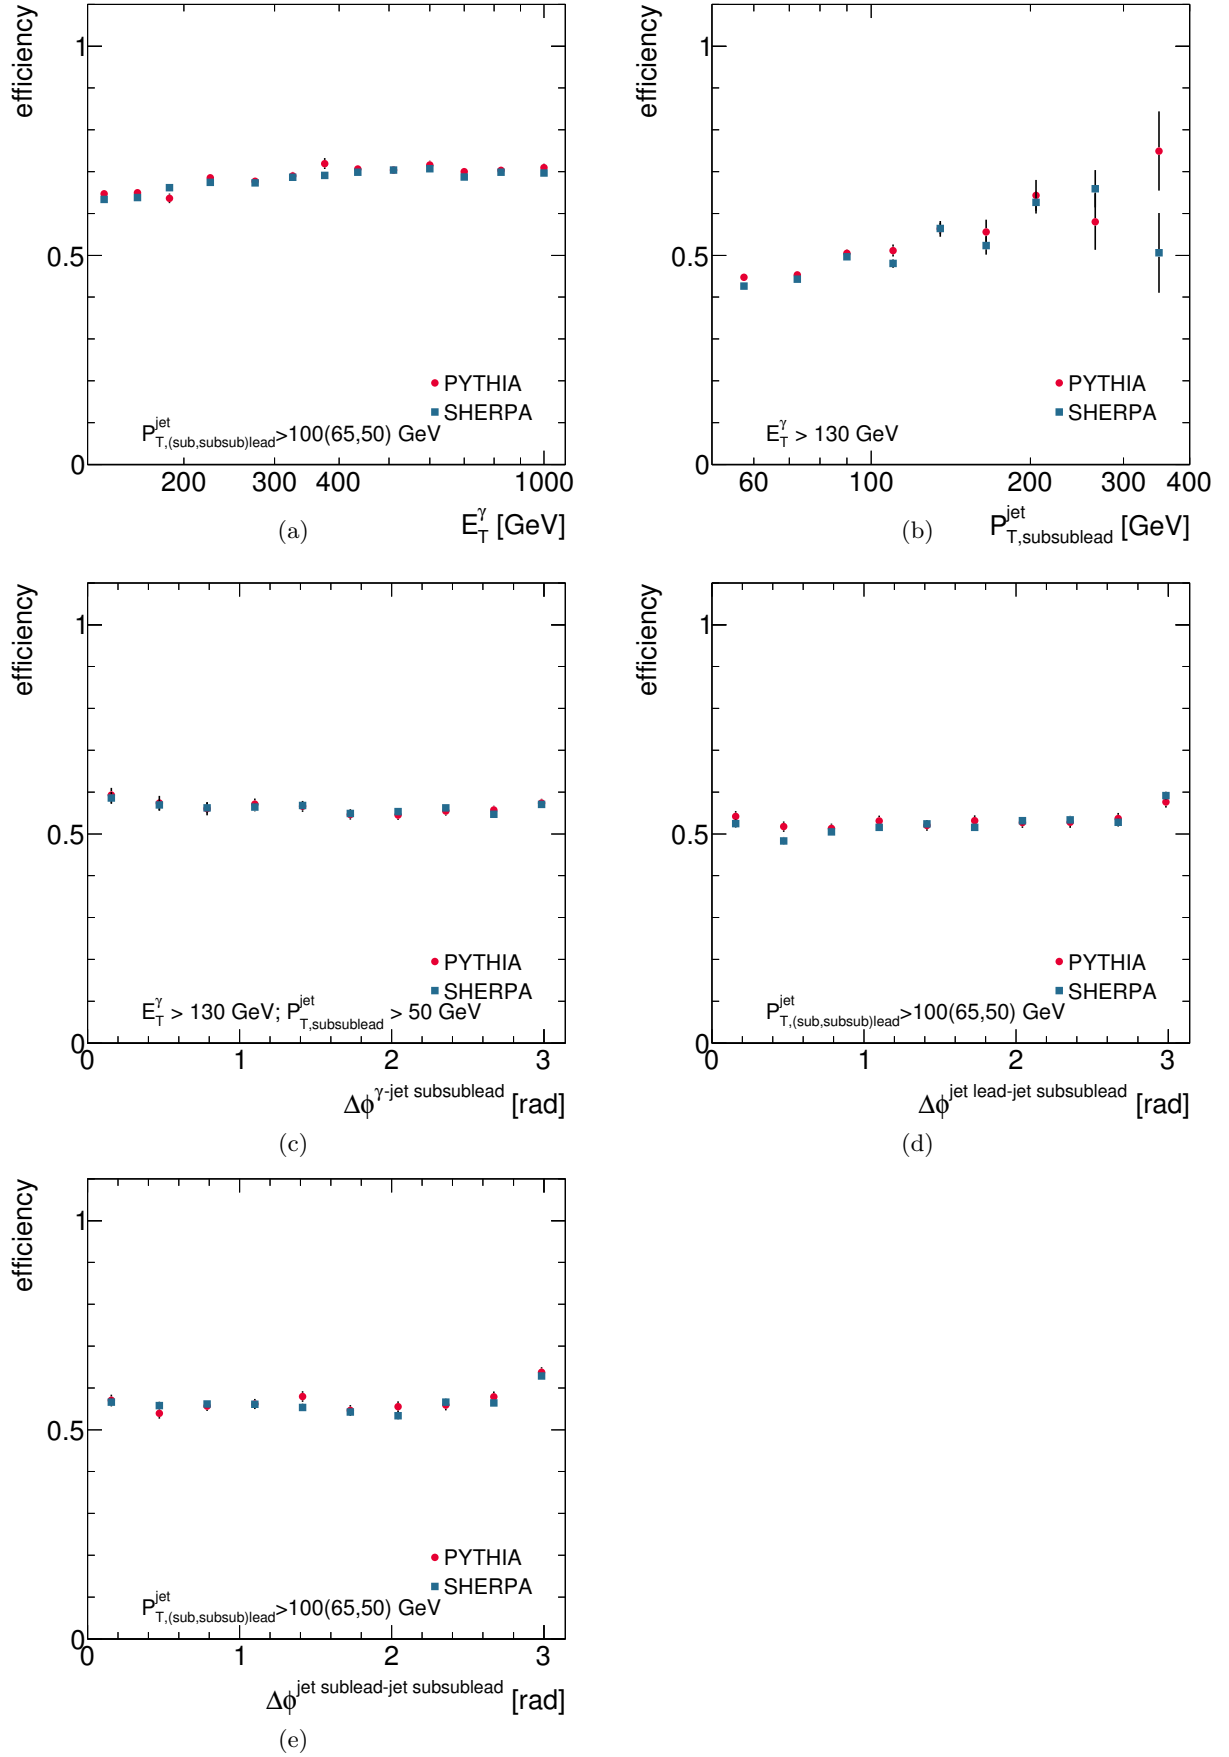 efficiency
1
0.5
0
PYTHIA
SHERPA
P^jet_T,(sub,subsub)lead>100(65,50) GeV
200 300 400 1000
E^γ_T [GeV]
(a)
efficiency
1
0.5
0
PYTHIA
SHERPA
E^γ_T > 130 GeV
60 100 200 300 400
P^jet_T,subsublead [GeV]
(b)
efficiency
1
0.5
0
PYTHIA
SHERPA
E^γ_T > 130 GeV; P^jet_T,subsublead > 50 GeV
0 1 2 3
Δϕ^γ-jet subsublead [rad]
(c)
efficiency
1
0.5
0
PYTHIA
SHERPA
P^jet_T,(sub,subsub)lead>100(65,50) GeV
0 1 2 3
Δϕ^jet lead-jet subsublead [rad]
(d)
efficiency
1
0.5
0
PYTHIA
SHERPA
P^jet_T,(sub,subsub)lead>100(65,50) GeV
0 1 2 3
Δϕ^jet sublead-jet subsublead [rad]
(e)